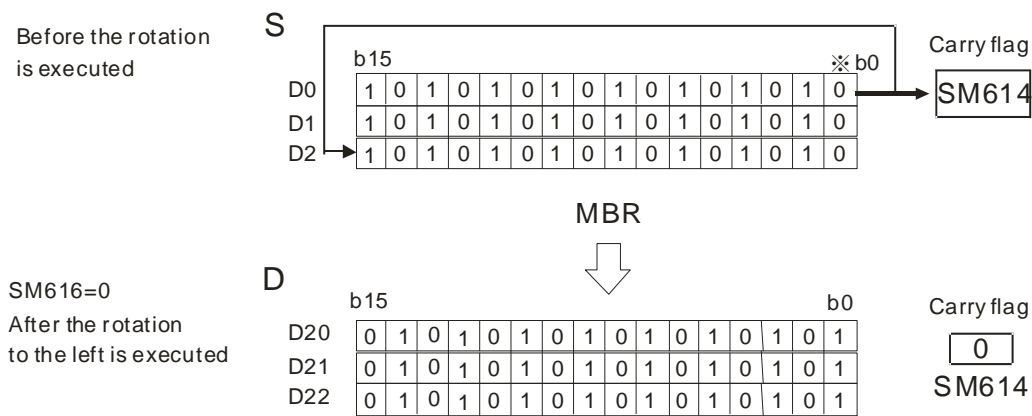 Before the rotation
is executed
S
b15
※ b0
Carry flag
D0 1 0 1 0 1 0 1 0 1 0 1 0 1 0 1 0
SM614
D1 1 0 1 0 1 0 1 0 1 0 1 0 1 0 1 0
D2 1 0 1 0 1 0 1 0 1 0 1 0 1 0 1 0
MBR
SM616=0
After the rotation
to the left is executed
D
b15
b0
Carry flag
D20 0 1 0 1 0 1 0 1 0 1 0 1 0 1 0 1
0
D21 0 1 0 1 0 1 0 1 0 1 0 1 0 1 0 1
SM614
D22 0 1 0 1 0 1 0 1 0 1 0 1 0 1 0 1